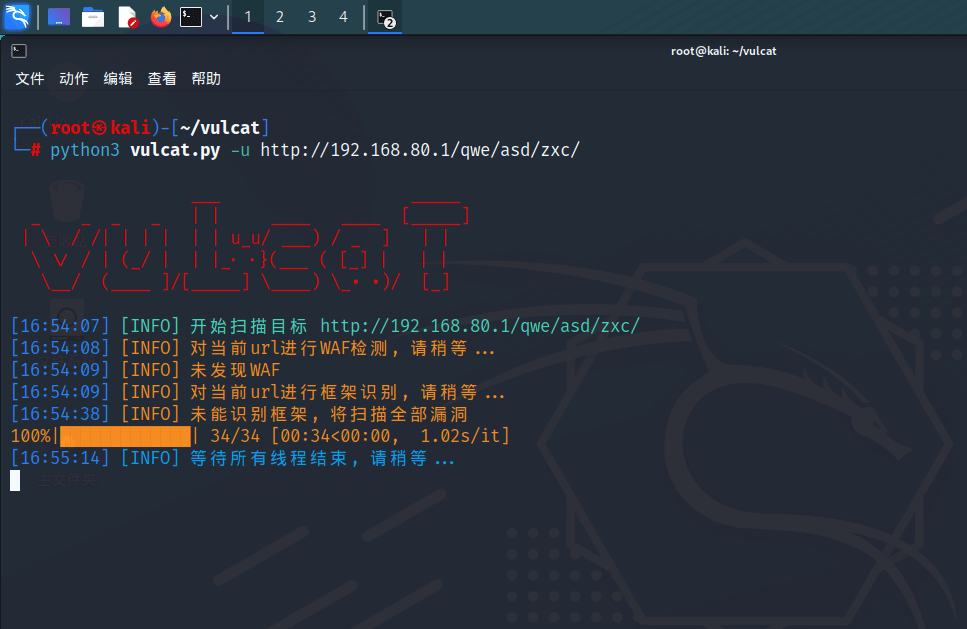 1 2 3 4 2
root@kali: ~/vulcat
文件 动作 编辑 查看 帮助
┌──(root㉿kali)-[~/vulcat]
└─# python3 vulcat.py -u http://192.168.80.1/qwe/asd/zxc/
Vulcat
[16:54:07] [INFO] 开始扫描目标 http://192.168.80.1/qwe/asd/zxc/
[16:54:08] [INFO] 对当前url进行WAF检测, 请稍等...
[16:54:09] [INFO] 未发现WAF
[16:54:09] [INFO] 对当前url进行框架识别, 请稍等...
[16:54:38] [INFO] 未能识别框架, 将扫描全部漏洞
100%|█████████████| 34/34 [00:34<00:00, 1.02s/it]
[16:55:14] [INFO] 等待所有线程结束, 请稍等...
主文件夹